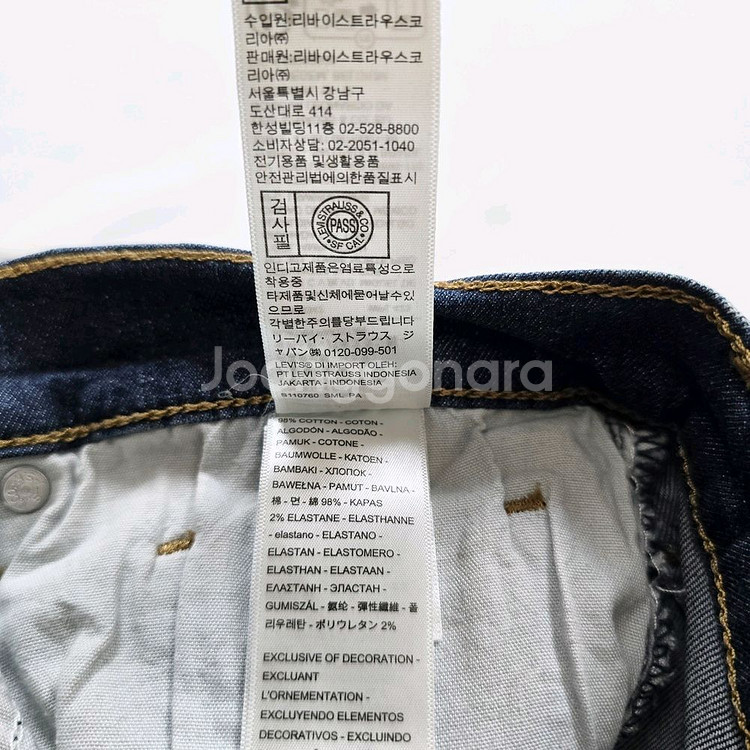 수입원:리바이스트라우스코
리아㈜
판매원:리바이스트라우스코
리아㈜
서울특별시 강남구
도산대로 414
한성빌딩11층 02-528-8800
소비자상담: 02-2051-1040
전기용품 및생활용품
안전관리법에의한품질표시
검사필
LEVI STRAUSS & CO
PASS
SF CAL
인디고제품은염료특성으로
착용중
타제품및신체에묻어날수있
으므로
각별한주의를당부드립니다
リーバイ・ストラウス ジ
ャパン㈱ 0120-099-501
LEVI'S® DI IMPORT OLEH:
PT LEVI STRAUSS INDONESIA
JAKARTA - INDONESIA
S110760 SML PA
98% COTTON - COTON -
ALGODÓN - ALGODÃO -
PAMUK - COTONE -
BAUMWOLLE - KATOEN -
BAMBAKI - ХЛОПОК -
BAWEŁNA - PAMUT - BAVLNA -
棉 - 면 - 綿 98% - KAPAS
2% ELASTANE - ELASTHANNE
- elastano - ELASTANO -
ELASTAN - ELASTOMERO -
ELASTHAN - ELASTAAN -
ΕΛΑΣΤΑΝΗ - ЭЛАСТАН -
GUMISZÁL - 氨纶 - 彈性纖維 - 폴
리우레탄 - ポリウレタン 2%
EXCLUSIVE OF DECORATION -
EXCLUANT
L'ORNEMENTATION -
EXCLUYENDO ELEMENTOS
DECORATIVOS - EXCLUINDO